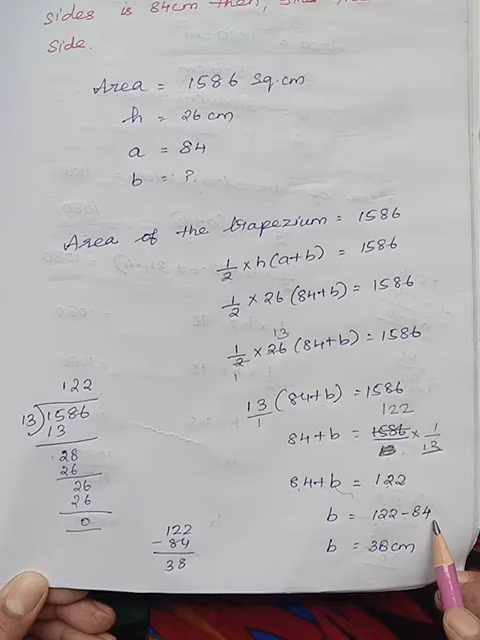 sides is 84cm then,
side.
Area = 1586 sq.cm
h = 26 cm
a = 84
b = ?
Area of the trapezium = 1586
1/2 × h (a+b) = 1586
1/2 × 26 (84+b) = 1586
13
1/2 × 26 (84+b) = 1586
1 1
13/1 (84+b) = 1586
122
84+b = 1586/13 × 1/13
84+b = 122
b = 122-84
b = 38cm
122
13)1586
13
28
26
26
26
0
122
- 84
38